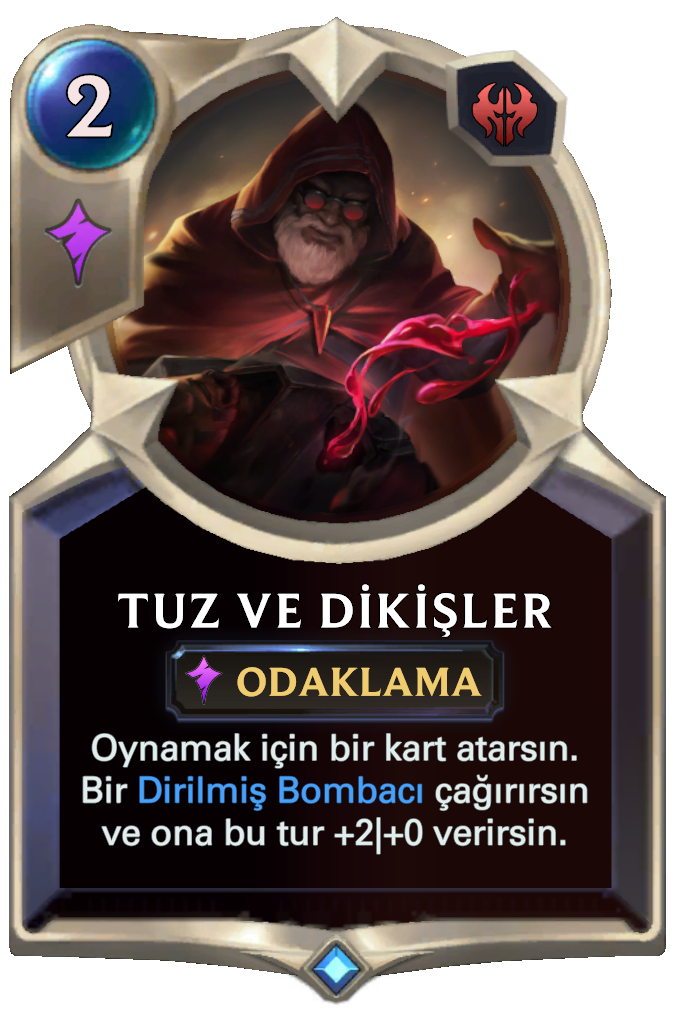 2
TUZ VE DİKİŞLER
ODAKLAMA
Oynamak için bir kart atarsın.
Bir Dirilmiş Bombacı çağırırsın
ve ona bu tur +2|+0 verirsin.